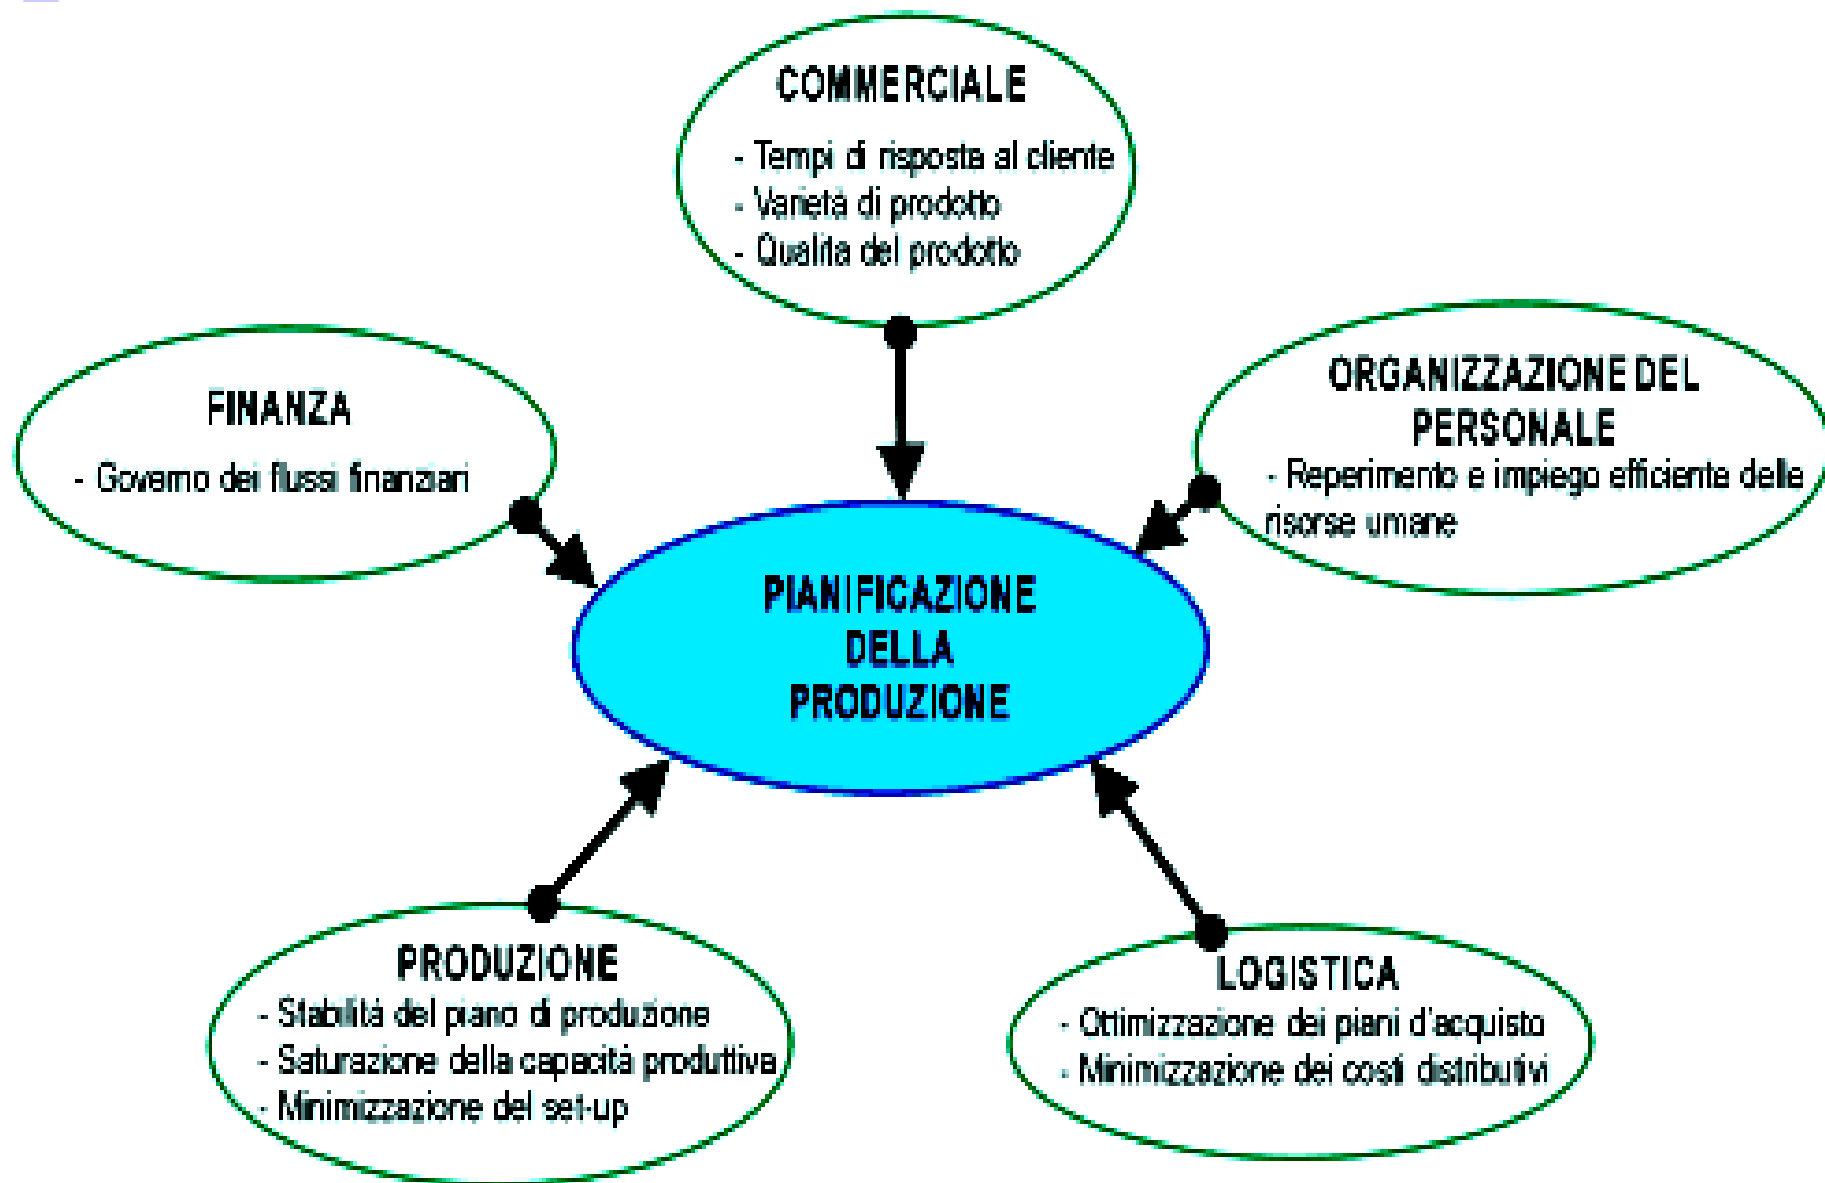 COMMERCIALE
- Tempi di risposta al cliente
- Varietà di prodotto
- Qualità del prodotto
FINANZA
- Governo dei flussi finanziari
ORGANIZZAZIONE DEL
PERSONALE
- Reperimento e impiego efficiente delle
risorse umane
PIANIFICAZIONE
DELLA
PRODUZIONE
PRODUZIONE
- Stabilità del piano di produzione
- Saturazione della capacità produttiva
- Minimizzazione del set-up
LOGISTICA
- Ottimizzazione dei piani d'acquisto
- Minimizzazione dei costi distributivi